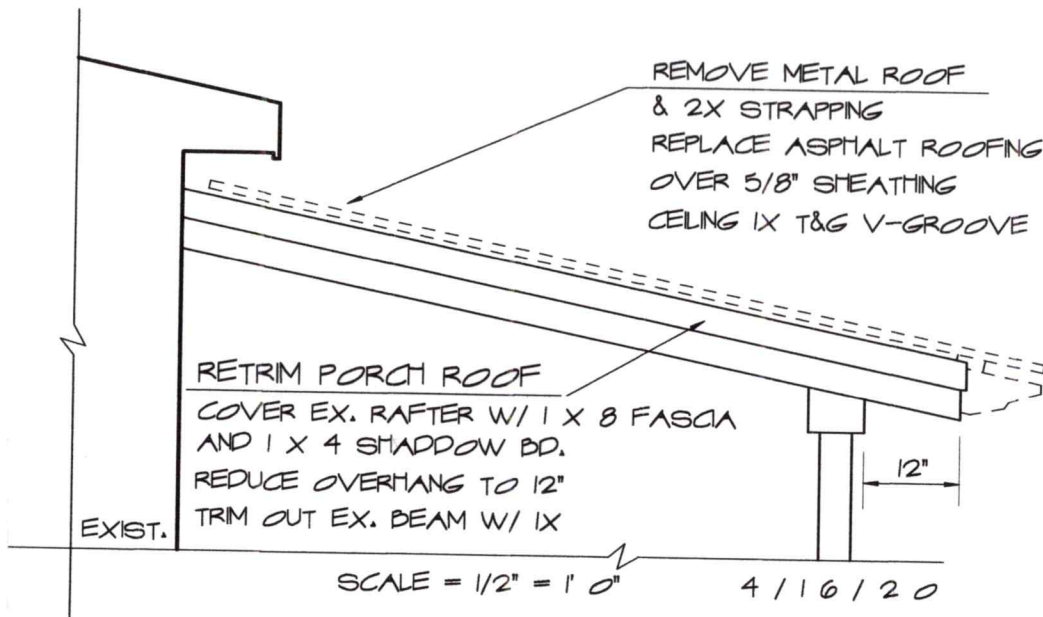 REMOVE METAL ROOF
& 2X STRAPPING
REPLACE ASPHALT ROOFING
OVER 5/8" SHEATHING
CEILING 1X T&G V-GROOVE
RETRIM PORCH ROOF
COVER EX. RAFTER W/ 1 X 8 FASCIA
AND 1 X 4 SHADDOW BD.
REDUCE OVERHANG TO 12"
TRIM OUT EX. BEAM W/ 1X
12"
EXIST.
SCALE = 1/2" = 1' 0"
4 / 16 / 20